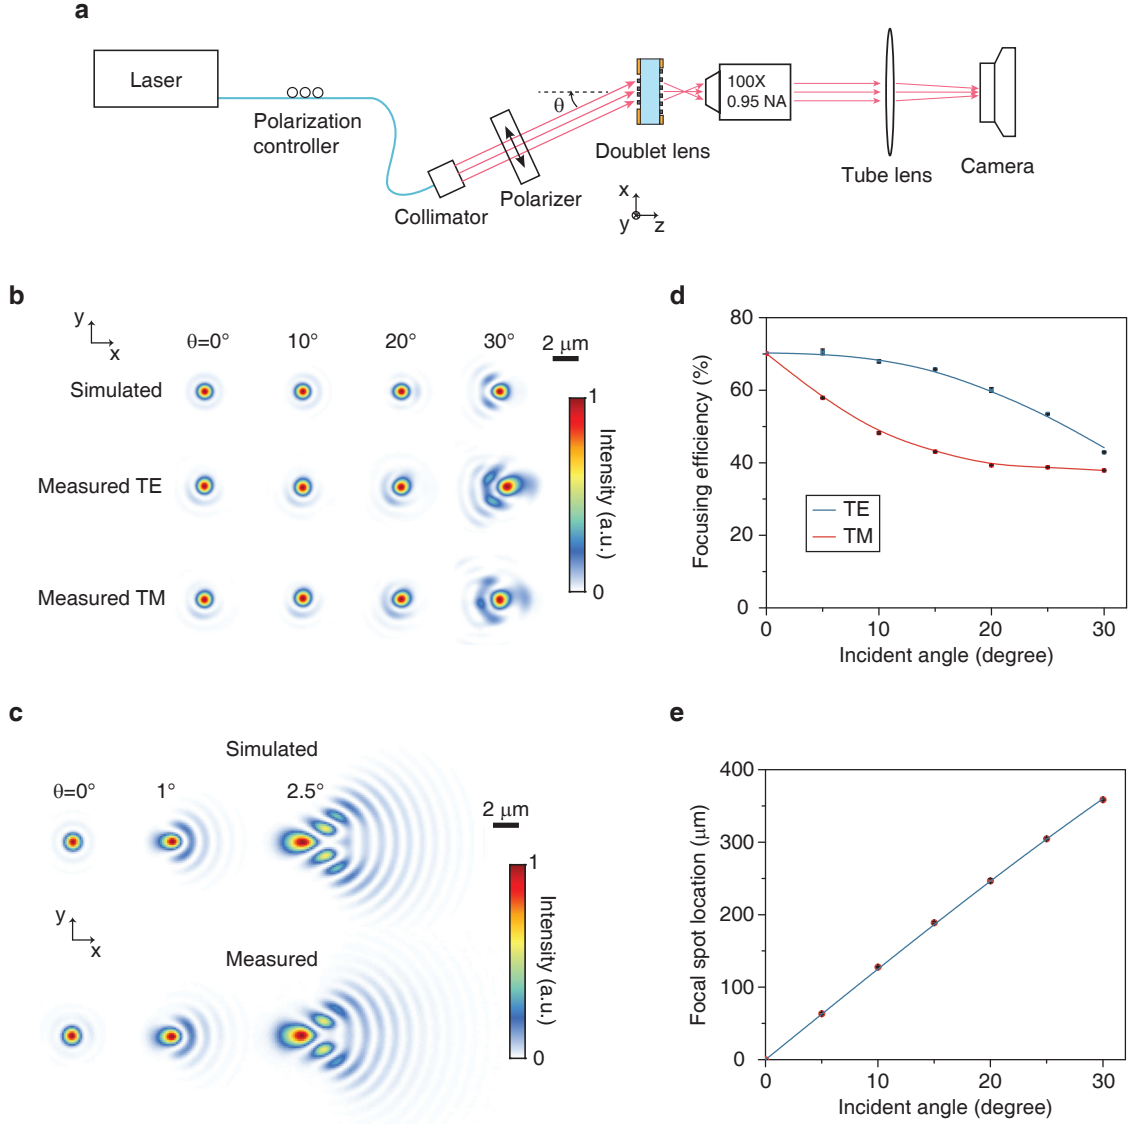 a
Laser
Polarization
controller
Collimator
Polarizer
θ
Doublet lens
100X
0.95 NA
Tube lens
Camera
x
y
z
b
y
x
θ=0°
10°
20°
30°
2 μm
Simulated
Measured TE
Measured TM
1
0
Intensity (a.u.)
c
Simulated
θ=0°
1°
2.5°
2 μm
y
x
Measured
1
0
Intensity (a.u.)
d
80
60
40
20
0
Focusing efficiency (%)
TE
TM
0
10
20
30
Incident angle (degree)
e
400
300
200
100
0
Focal spot location (μm)
0
10
20
30
Incident angle (degree)